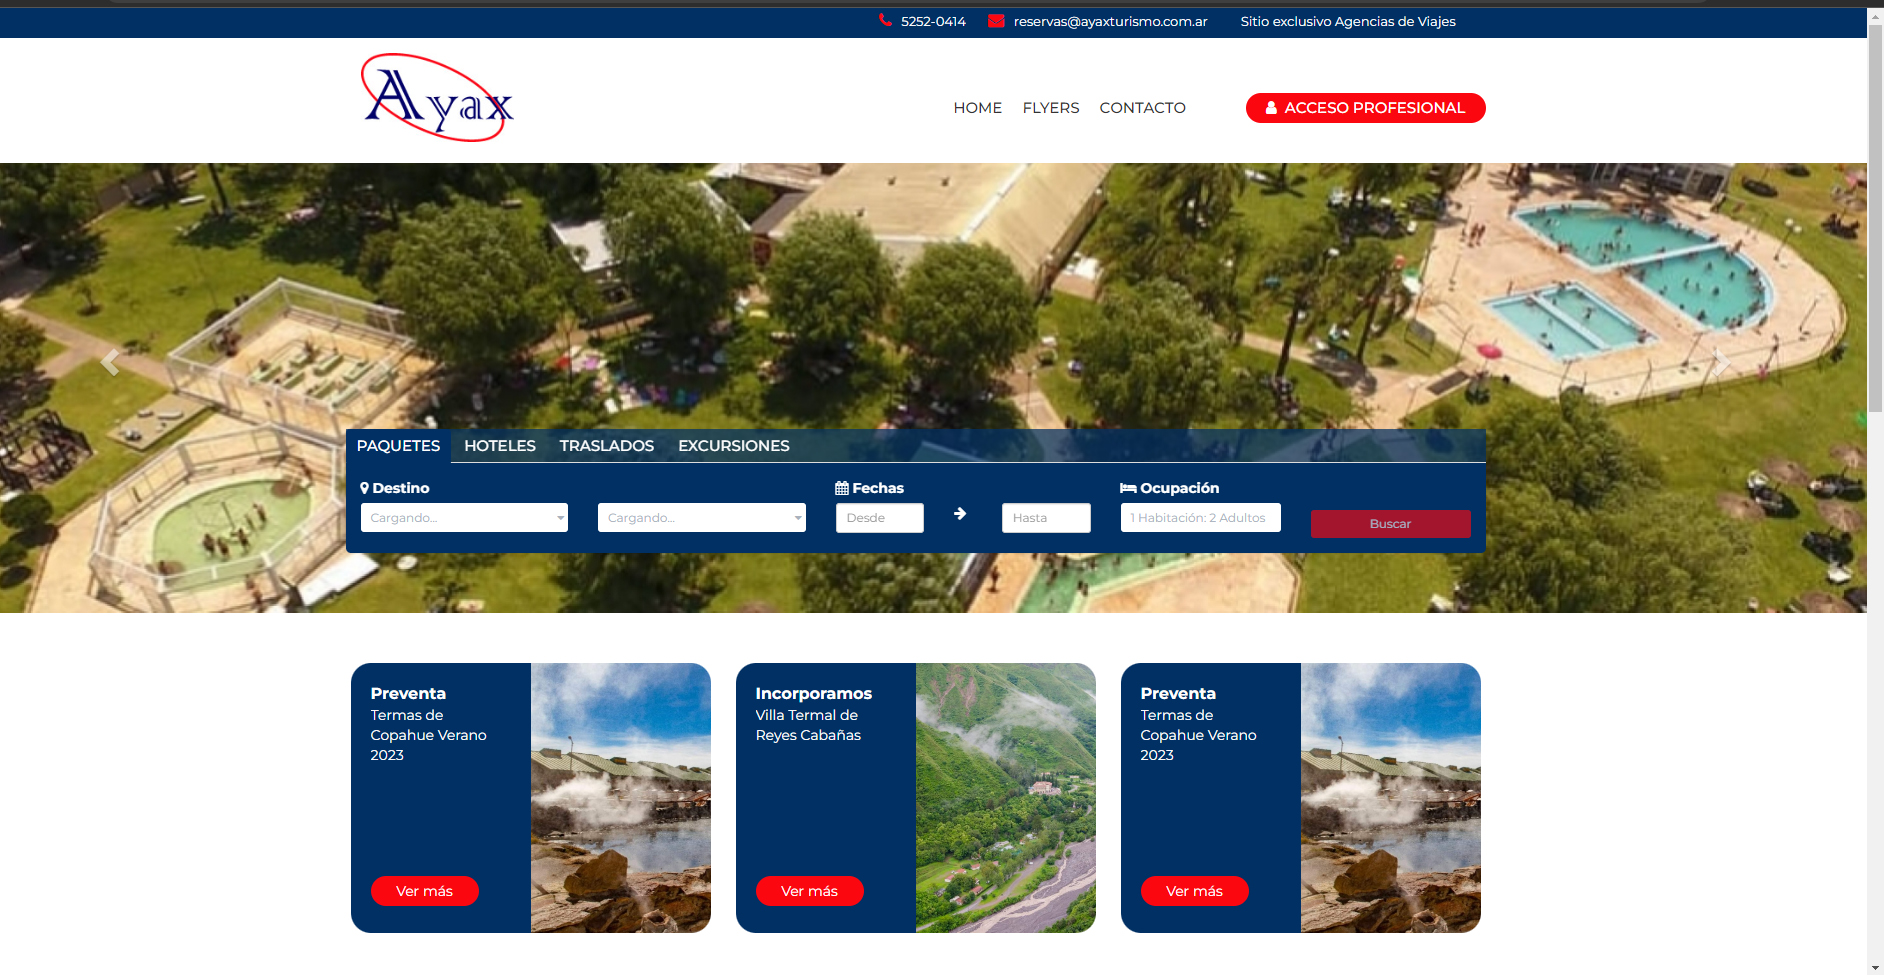 5252-0414 reservas@ayaxturismo.com.ar Sitio exclusivo Agencias de Viajes
Ayax
HOME FLYERS CONTACTO ACCESO PROFESIONAL
PAQUETES HOTELES TRASLADOS EXCURSIONES
Destino Fechas Ocupación
Cargando... Cargando... Desde Hasta 1 Habitación: 2 Adultos Buscar
Preventa
Termas de
Copahue Verano
2023
Ver más
Incorporamos
Villa Termal de
Reyes Cabañas
Ver más
Preventa
Termas de
Copahue Verano
2023
Ver más